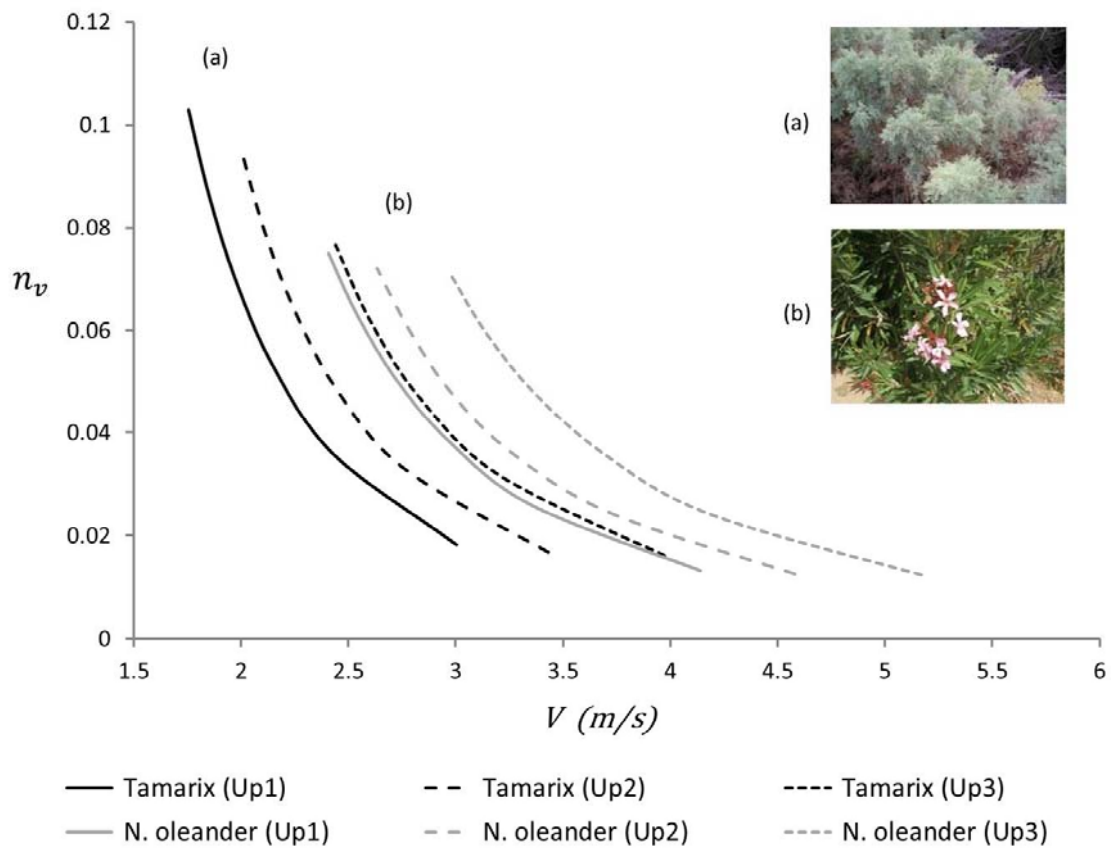 0.12
0.1
0.08
0.06
0.04
0.02
0
n_v
(a)
(b)
(a)
(b)
1.5 2 2.5 3 3.5 4 4.5 5 5.5 6
V (m/s)
Tamarix (Up1) Tamarix (Up2) Tamarix (Up3)
N. oleander (Up1) N. oleander (Up2) N. oleander (Up3)